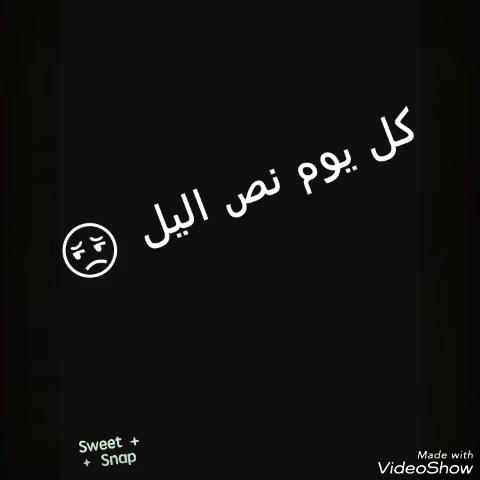 كل يوم نص اليل 😔
Sweet +
+ Snap
Made with
VideoShow